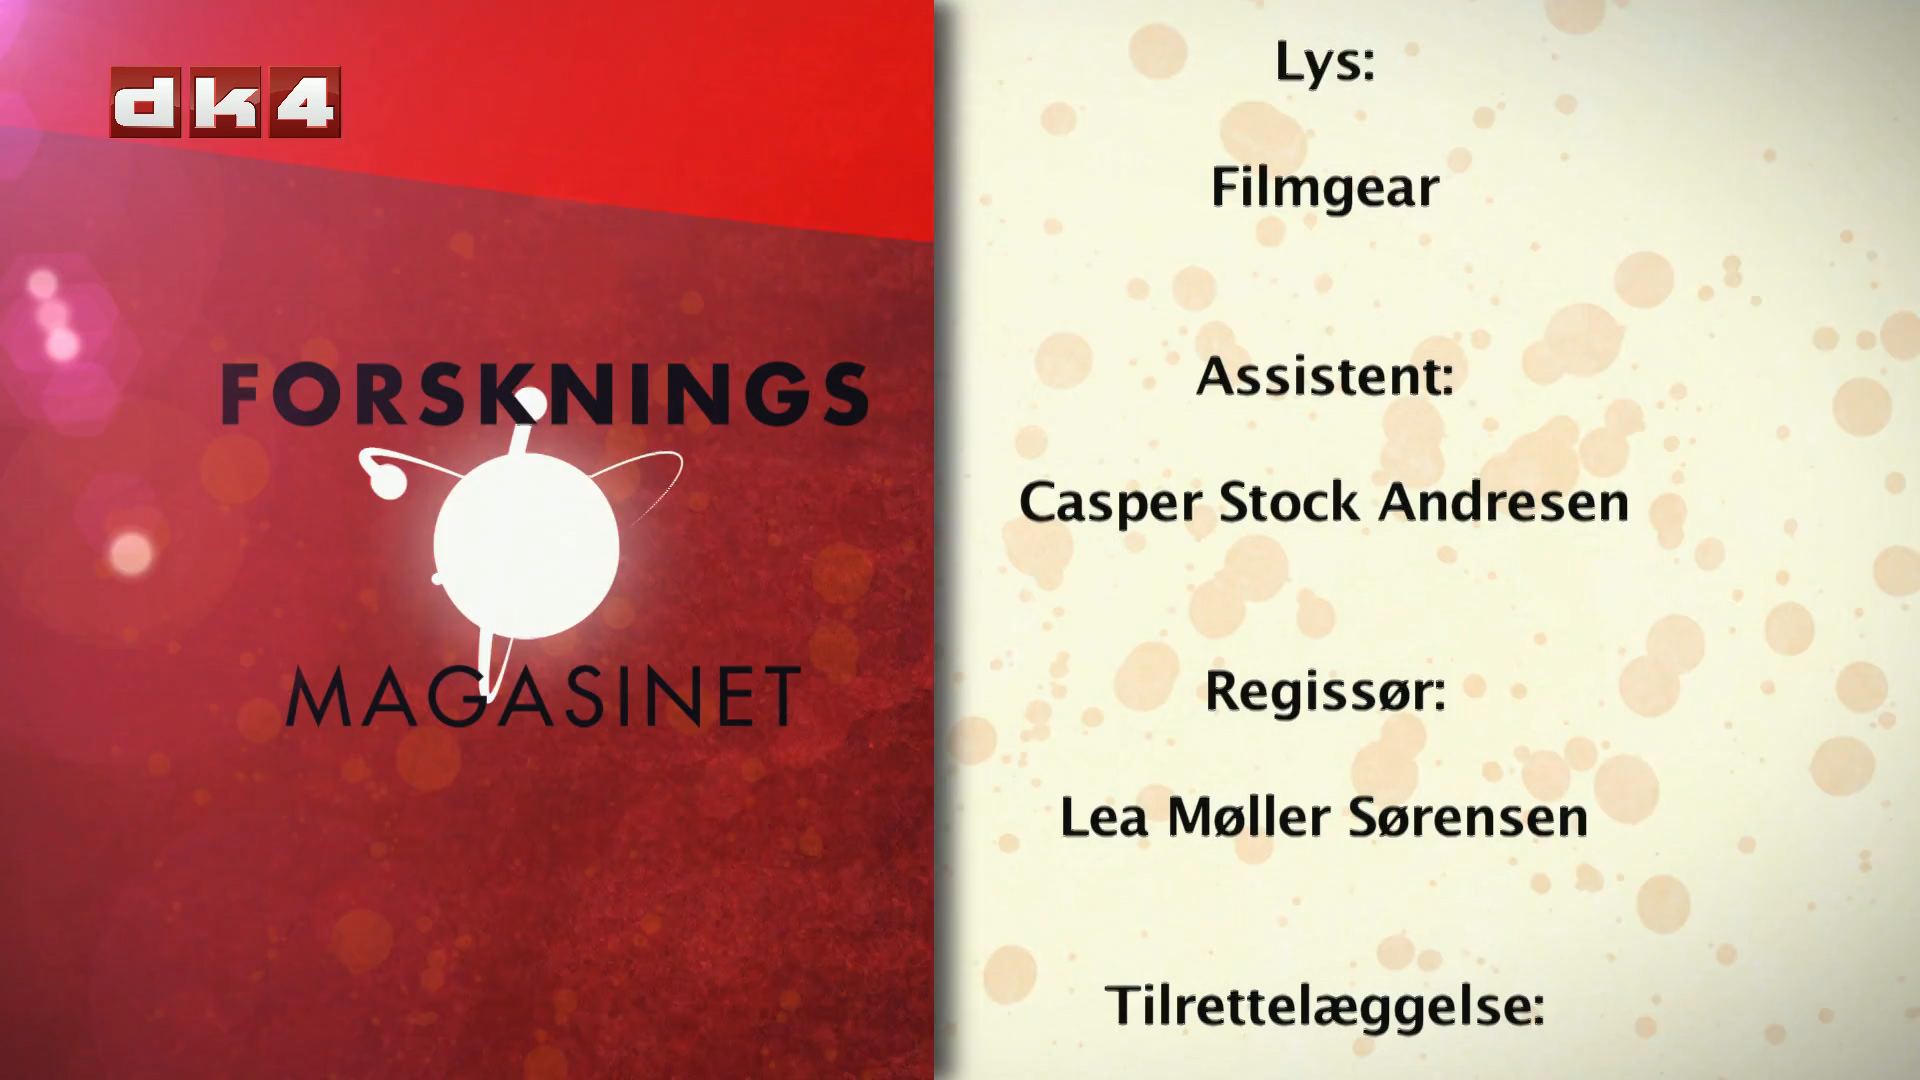 dk4
FORSKNINGS
MAGASINET
Lys:
Filmgear
Assistent:
Casper Stock Andresen
Regissør:
Lea Møller Sørensen
Tilrettelæggelse: